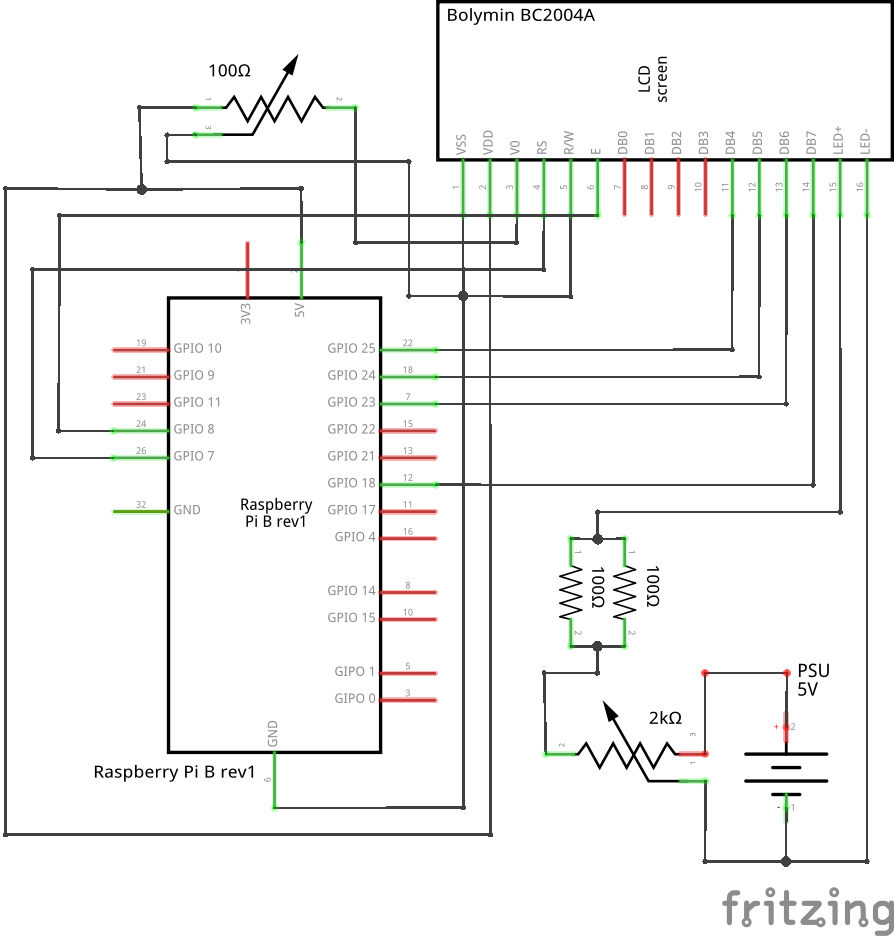 Bolymin BC2004A
LCD
screen
100Ω
1
2
3
VSS
VDD
V0
RS
R/W
E
DB0
DB1
DB2
DB3
DB4
DB5
DB6
DB7
LED+
LED-
1
2
3
4
5
6
7
8
9
10
11
12
13
14
15
16
3V3
5V
2
19 GPIO 10
GPIO 25 22
21 GPIO 9
GPIO 24 18
23 GPIO 11
GPIO 23 7
24 GPIO 8
GPIO 22 15
26 GPIO 7
GPIO 21 13
GPIO 18 12
32 GND
Raspberry
Pi B rev1
GPIO 17 11
GPIO 4 16
GPIO 14 8
GPIO 15 10
GIPO 1 5
GIPO 0 3
GND
6
Raspberry Pi B rev1
1
1
100Ω
100Ω
2
2
PSU
5V
2kΩ
2
3
1
+ 2
- 1
fritzing